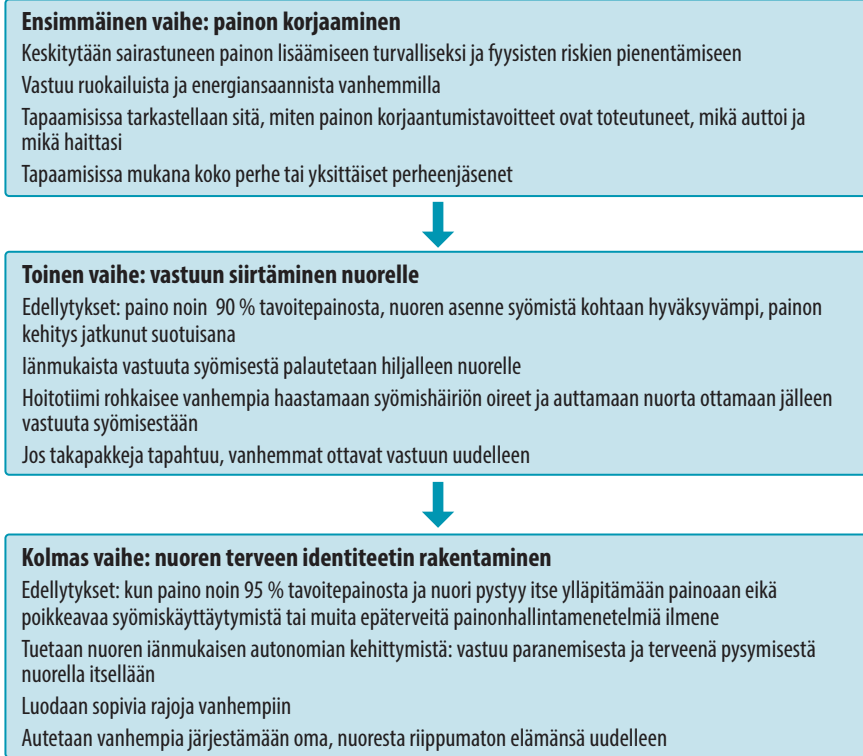 Ensimmäinen vaihe: painon korjaaminen
Keskitytään sairastuneen painon lisäämiseen turvalliseksi ja fyysisten riskien pienentämiseen
Vastuu ruokailuista ja energiansaannista vanhemmilla
Tapaamisissa tarkastellaan sitä, miten painon korjaantumistavoitteet ovat toteutuneet, mikä auttoi ja
mikä haittasi
Tapaamisissa mukana koko perhe tai yksittäiset perheenjäsenet
Toinen vaihe: vastuun siirtäminen nuorelle
Edellytykset: paino noin 90 % tavoitepainosta, nuoren asenne syömistä kohtaan hyväksyvämpi, painon
kehitys jatkunut suotuisana
Iänmukaista vastuuta syömisestä palautetaan hiljalleen nuorelle
Hoitotiimi rohkaisee vanhempia haastamaan syömishäiriön oireet ja auttamaan nuorta ottamaan jälleen
vastuuta syömisestään
Jos takapakkeja tapahtuu, vanhemmat ottavat vastuun uudelleen
Kolmas vaihe: nuoren terveen identiteetin rakentaminen
Edellytykset: kun paino noin 95 % tavoitepainosta ja nuori pystyy itse ylläpitämään painoaan eikä
poikkeavaa syömiskäyttäytymistä tai muita epäterveitä painonhallintamenetelmiä ilmene
Tuetaan nuoren iänmukaisen autonomian kehittymistä: vastuu paranemisesta ja terveenä pysymisestä
nuorella itsellään
Luodaan sopivia rajoja vanhempiin
Autetaan vanhempia järjestämään oma, nuoresta riippumaton elämänsä uudelleen